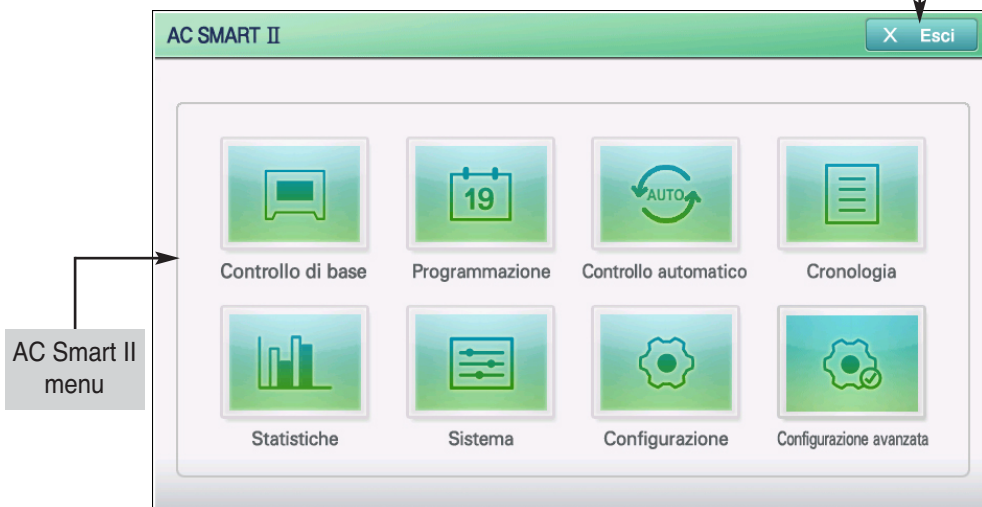 AC SMART II
X Esci
19
AUTO
Controllo di base
Programmazione
Controllo automatico
Cronologia
AC Smart II
menu
Statistiche
Sistema
Configurazione
Configurazione avanzata